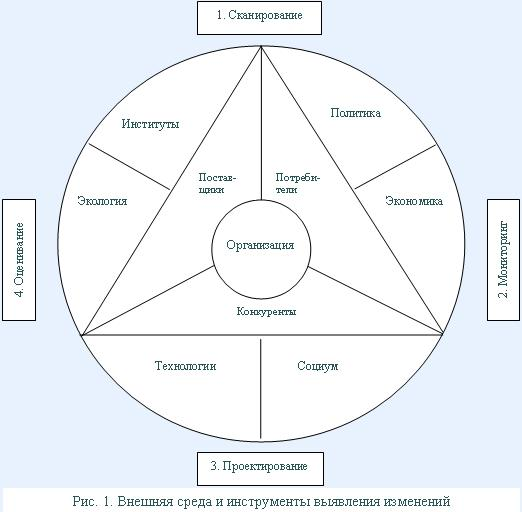 1. Сканирование
Политика
Институты
Постав-
щики
Потреби-
тели
Экология
Экономика
Организация
4. Оценивание
2. Мониторинг
Конкуренты
Технологии
Социум
3. Проектирование
Рис. 1. Внешняя среда и инструменты выявления изменений